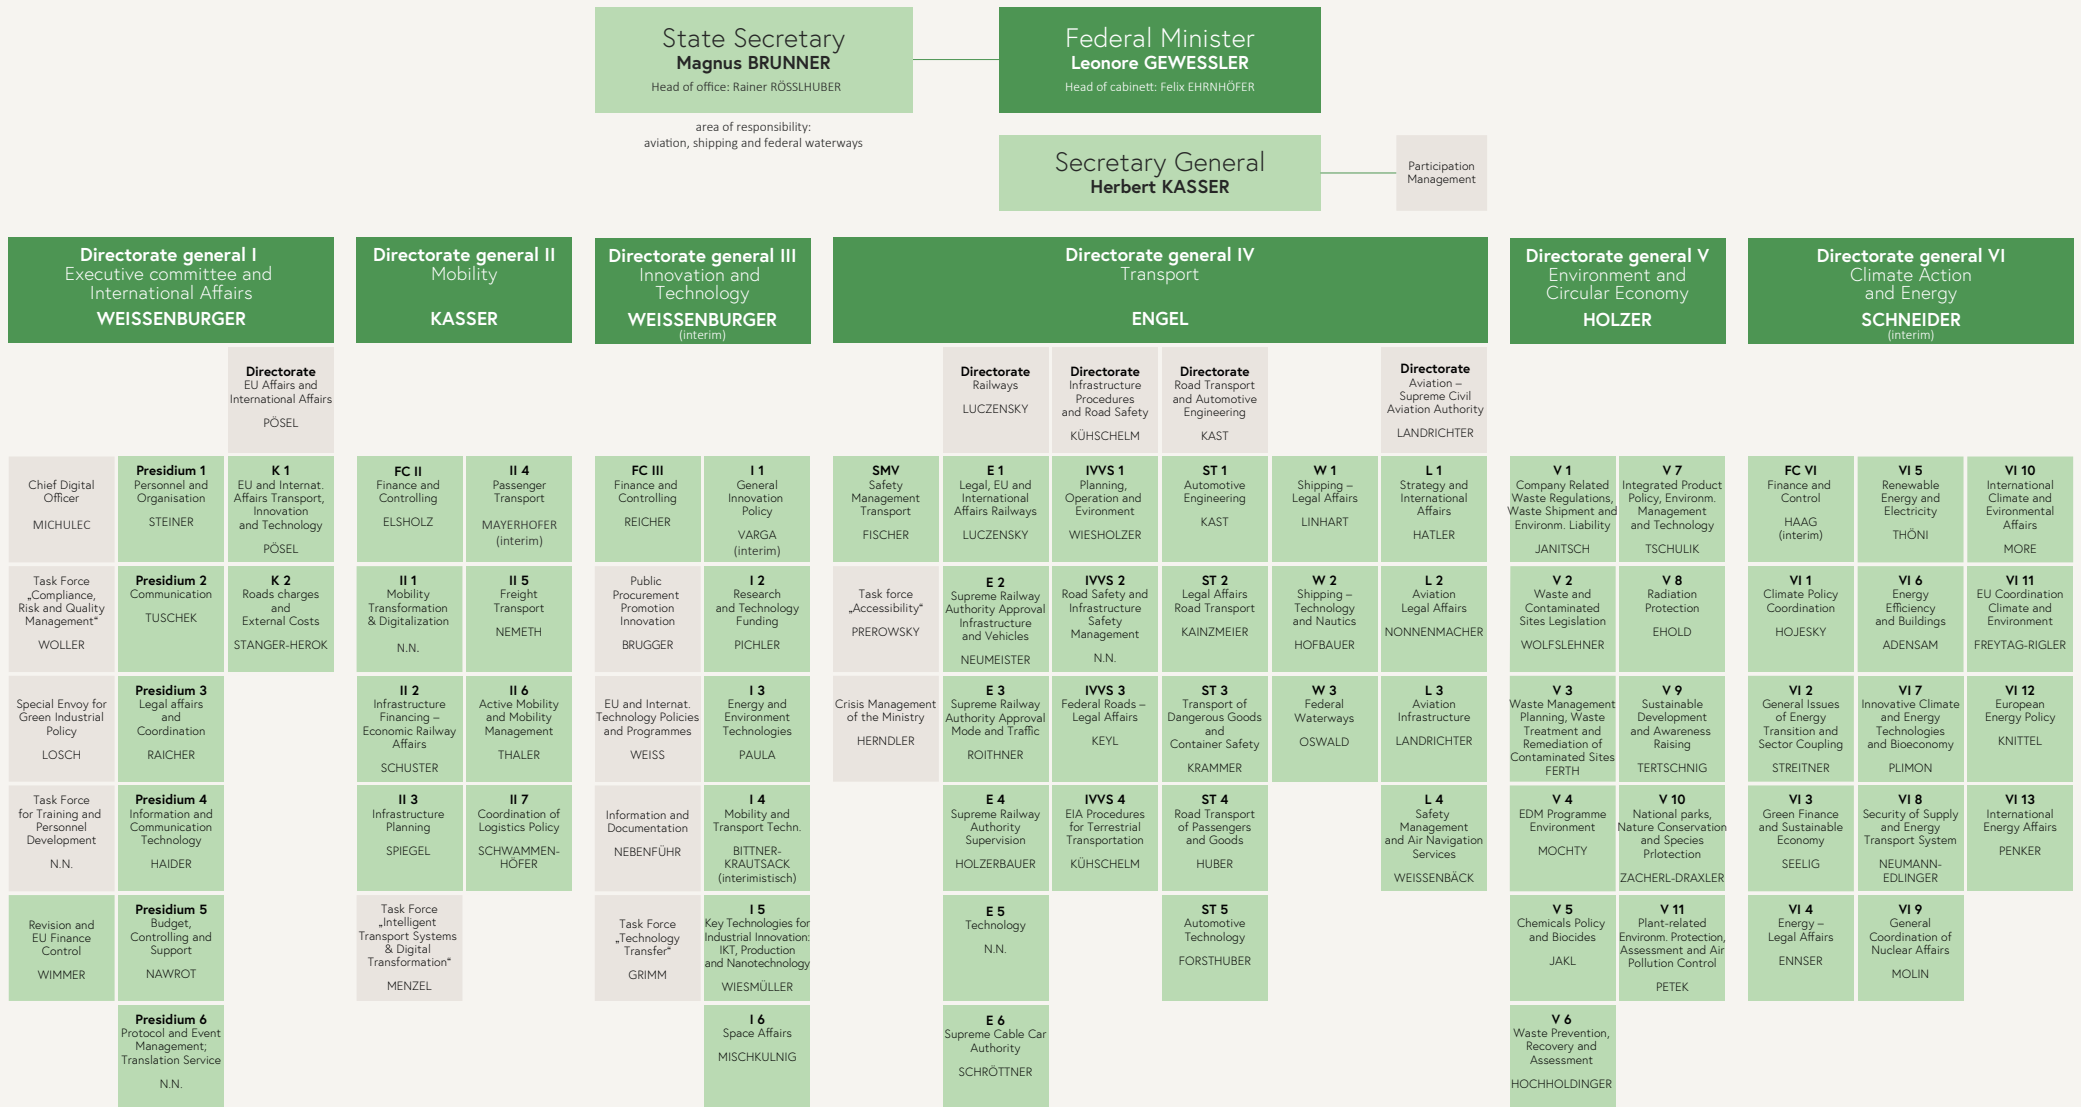 State Secretary
Magnus BRUNNER
Head of office: Rainer RÖSSLHUBER
area of responsibility:
aviation, shipping and federal waterways
Federal Minister
Leonore GEWESSLER
Head of cabinett: Felix EHRNHÖFER
Secretary General
Herbert KASSER
Participation
Management
Directorate general I
Executive committee and
International Affairs
WEISSENBURGER
Directorate
EU Affairs and
International Affairs
PÖSEL
Chief Digital
Officer
MICHULEC
Task Force
„Compliance,
Risk and Quality
Management“
WOLLER
Special Envoy for
Green Industrial
Policy
LOSCH
Task Force
for Training and
Personnel
Development
N.N.
Revision and
EU Finance
Control
WIMMER
Presidium 1
Personnel and
Organisation
STEINER
Presidium 2
Communication
TUSCHEK
Presidium 3
Legal affairs
and
Coordination
RAICHER
Presidium 4
Information and
Communication
Technology
HAIDER
Presidium 5
Budget,
Controlling and
Support
NAWROT
Presidium 6
Protocol and Event
Management;
Translation Service
N.N.
K 1
EU and Internat.
Affairs Transport,
Innovation
and Technology
PÖSEL
K 2
Roads charges
and
External Costs
STANGER-HEROK
Directorate general II
Mobility
KASSER
FC II
Finance and
Controlling
ELSHOLZ
II 1
Mobility
Transformation
& Digitalization
N.N.
II 2
Infrastructure
Financing –
Economic Railway
Affairs
SCHUSTER
II 3
Infrastructure
Planning
SPIEGEL
Task Force
„Intelligent
Transport Systems
& Digital
Transformation“
MENZEL
II 4
Passenger
Transport
MAYERHOFER
(interim)
II 5
Freight
Transport
NEMETH
II 6
Active Mobility
and Mobility
Management
THALER
II 7
Coordination of
Logistics Policy
SCHWAMMEN-
HÖFER
Directorate general III
Innovation and
Technology
WEISSENBURGER
(interim)
FC III
Finance and
Controlling
REICHER
Public
Procurement
Promotion
Innovation
BRUGGER
EU and Internat.
Technology Policies
and Programmes
WEISS
Information and
Documentation
NEBENFÜHR
Task Force
„Technology
Transfer“
GRIMM
I 1
General
Innovation
Policy
VARGA
(interim)
I 2
Research
and Technology
Funding
PICHLER
I 3
Energy and
Environment
Technologies
PAULA
I 4
Mobility and
Transport Techn.
BITTNER-
KRAUTSACK
(interimistisch)
I 5
Key Technologies for
Industrial Innovation:
IKT, Production
and Nanotechnology
WIESMÜLLER
I 6
Space Affairs
MISCHKULNIG
Directorate general IV
Transport
ENGEL
SMV
Safety
Management
Transport
FISCHER
Task force
„Accessibility“
PREROWSKY
Crisis Management
of the Ministry
HERNDLER
Directorate
Railways
LUCZENSKY
E 1
Legal, EU and
International
Affairs Railways
LUCZENSKY
E 2
Supreme Railway
Authority Approval
Infrastructure
and Vehicles
NEUMEISTER
E 3
Supreme Railway
Authority Approval
Mode and Traffic
ROITHNER
E 4
Supreme Railway
Authority
Supervision
HOLZERBAUER
E 5
Technology
N.N.
E 6
Supreme Cable Car
Authority
SCHRÖTTNER
Directorate
Infrastructure
Procedures
and Road Safety
KÜHSCHELM
IVVS 1
Planning,
Operation and
Evironment
WIESHOLZER
IVVS 2
Road Safety and
Infrastructure
Safety
Management
N.N.
IVVS 3
Federal Roads –
Legal Affairs
KEYL
IVVS 4
EIA Procedures
for Terrestrial
Transportation
KÜHSCHELM
Directorate
Road Transport
and Automotive
Engineering
KAST
ST 1
Automotive
Engineering
KAST
ST 2
Legal Affairs
Road Transport
KAINZMEIER
ST 3
Transport of
Dangerous Goods
and
Container Safety
KRAMMER
ST 4
Road Transport
of Passengers
and Goods
HUBER
ST 5
Automotive
Technology
FORSTHUBER
W 1
Shipping –
Legal Affairs
LINHART
W 2
Shipping –
Technology
and Nautics
HOFBAUER
W 3
Federal
Waterways
OSWALD
Directorate
Aviation –
Supreme Civil
Aviation Authority
LANDRICHTER
L 1
Strategy and
International
Affairs
HATLER
L 2
Aviation
Legal Affairs
NONNENMACHER
L 3
Aviation
Infrastructure
LANDRICHTER
L 4
Safety
Management
and Air Navigation
Services
WEISSENBÄCK
Directorate general V
Environment and
Circular Economy
HOLZER
V 1
Company Related
Waste Regulations,
Waste Shipment and
Environm. Liability
JANITSCH
V 2
Waste and
Contaminated
Sites Legislation
WOLFSLEHNER
V 3
Waste Management
Planning, Waste
Treatment and
Remediation of
Contaminated Sites
FERTH
V 4
EDM Programme
Environment
MOCHTY
V 5
Chemicals Policy
and Biocides
JAKL
V 6
Waste Prevention,
Recovery and
Assessment
HOCHHOLDINGER
V 7
Integrated Product
Policy, Environm.
Management
and Technology
TSCHULIK
V 8
Radiation
Protection
EHOLD
V 9
Sustainable
Development
and Awareness
Raising
TERTSCHNIG
V 10
National parks,
Nature Conservation
and Species
Prlotection
ZACHERL-DRAXLER
V 11
Plant-related
Environm. Protection,
Assessment and Air
Pollution Control
PETEK
Directorate general VI
Climate Action
and Energy
SCHNEIDER
(interim)
FC VI
Finance and
Control
HAAG
(interim)
VI 1
Climate Policy
Coordination
HOJESKY
VI 2
General Issues
of Energy
Transition and
Sector Coupling
STREITNER
VI 3
Green Finance
and Sustainable
Economy
SEELIG
VI 4
Energy –
Legal Affairs
ENNSER
VI 5
Renewable
Energy and
Electricity
THÖNI
VI 6
Energy
Efficiency
and Buildings
ADENSAM
VI 7
Innovative Climate
and Energy
Technologies
and Bioeconomy
PLIMON
VI 8
Security of Supply
and Energy
Transport System
NEUMANN-
EDLINGER
VI 9
General
Coordination of
Nuclear Affairs
MOLIN
VI 10
International
Climate and
Evironmental
Affairs
MORE
VI 11
EU Coordination
Climate and
Environment
FREYTAG-RIGLER
VI 12
European
Energy Policy
KNITTEL
VI 13
International
Energy Affairs
PENKER